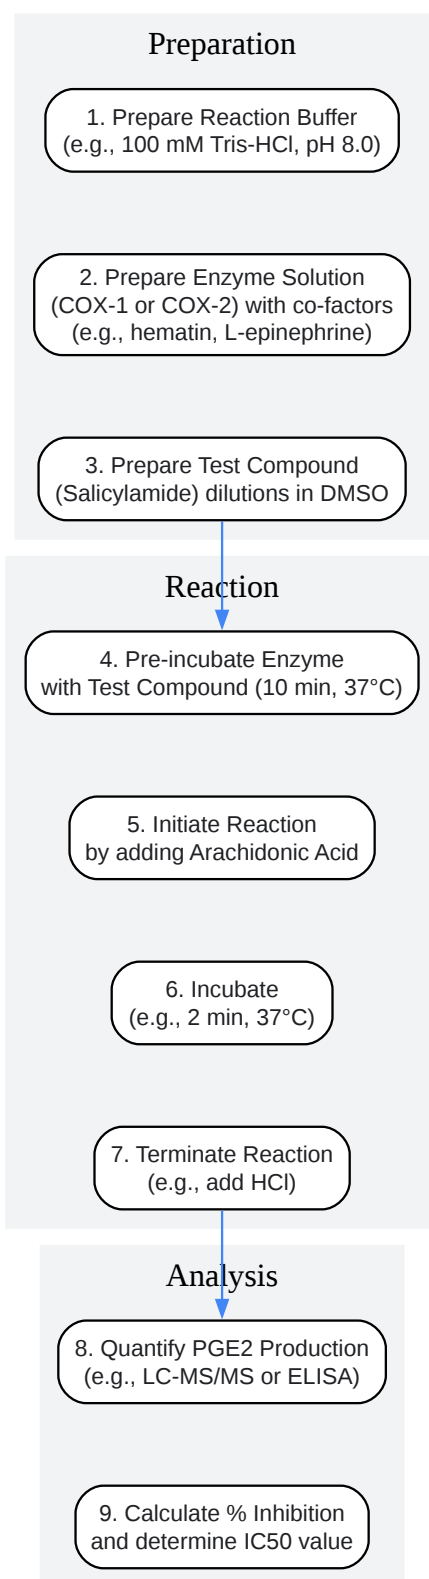 Preparation
1. Prepare Reaction Buffer
(e.g., 100 mM Tris-HCl, pH 8.0)
2. Prepare Enzyme Solution
(COX-1 or COX-2) with co-factors
(e.g., hematin, L-epinephrine)
3. Prepare Test Compound
(Salicylamide) dilutions in DMSO
Reaction
4. Pre-incubate Enzyme
with Test Compound (10 min, 37°C)
5. Initiate Reaction
by adding Arachidonic Acid
6. Incubate
(e.g., 2 min, 37°C)
7. Terminate Reaction
(e.g., add HCl)
Analysis
8. Quantify PGE2 Production
(e.g., LC-MS/MS or ELISA)
9. Calculate % Inhibition
and determine IC50 value